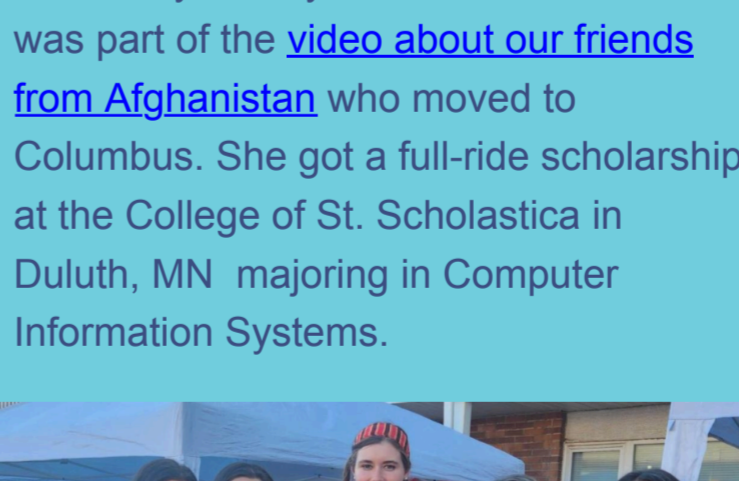 was part of the video about our friends
from Afghanistan who moved to
Columbus. She got a full-ride scholarship
at the College of St. Scholastica in
Duluth, MN  majoring in Computer
Information Systems.